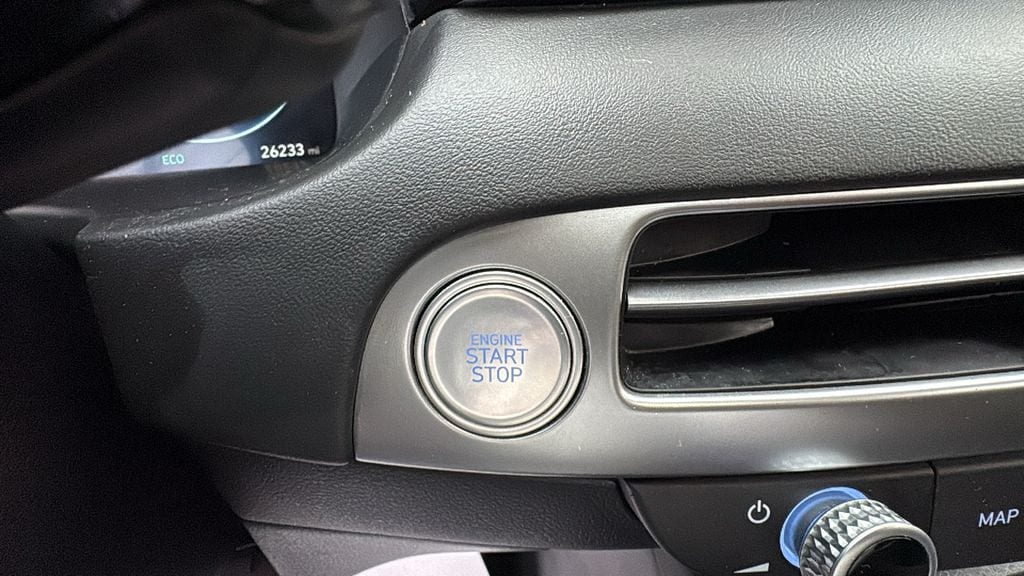 ECO
26233 mi
ENGINE
START
STOP
MAP